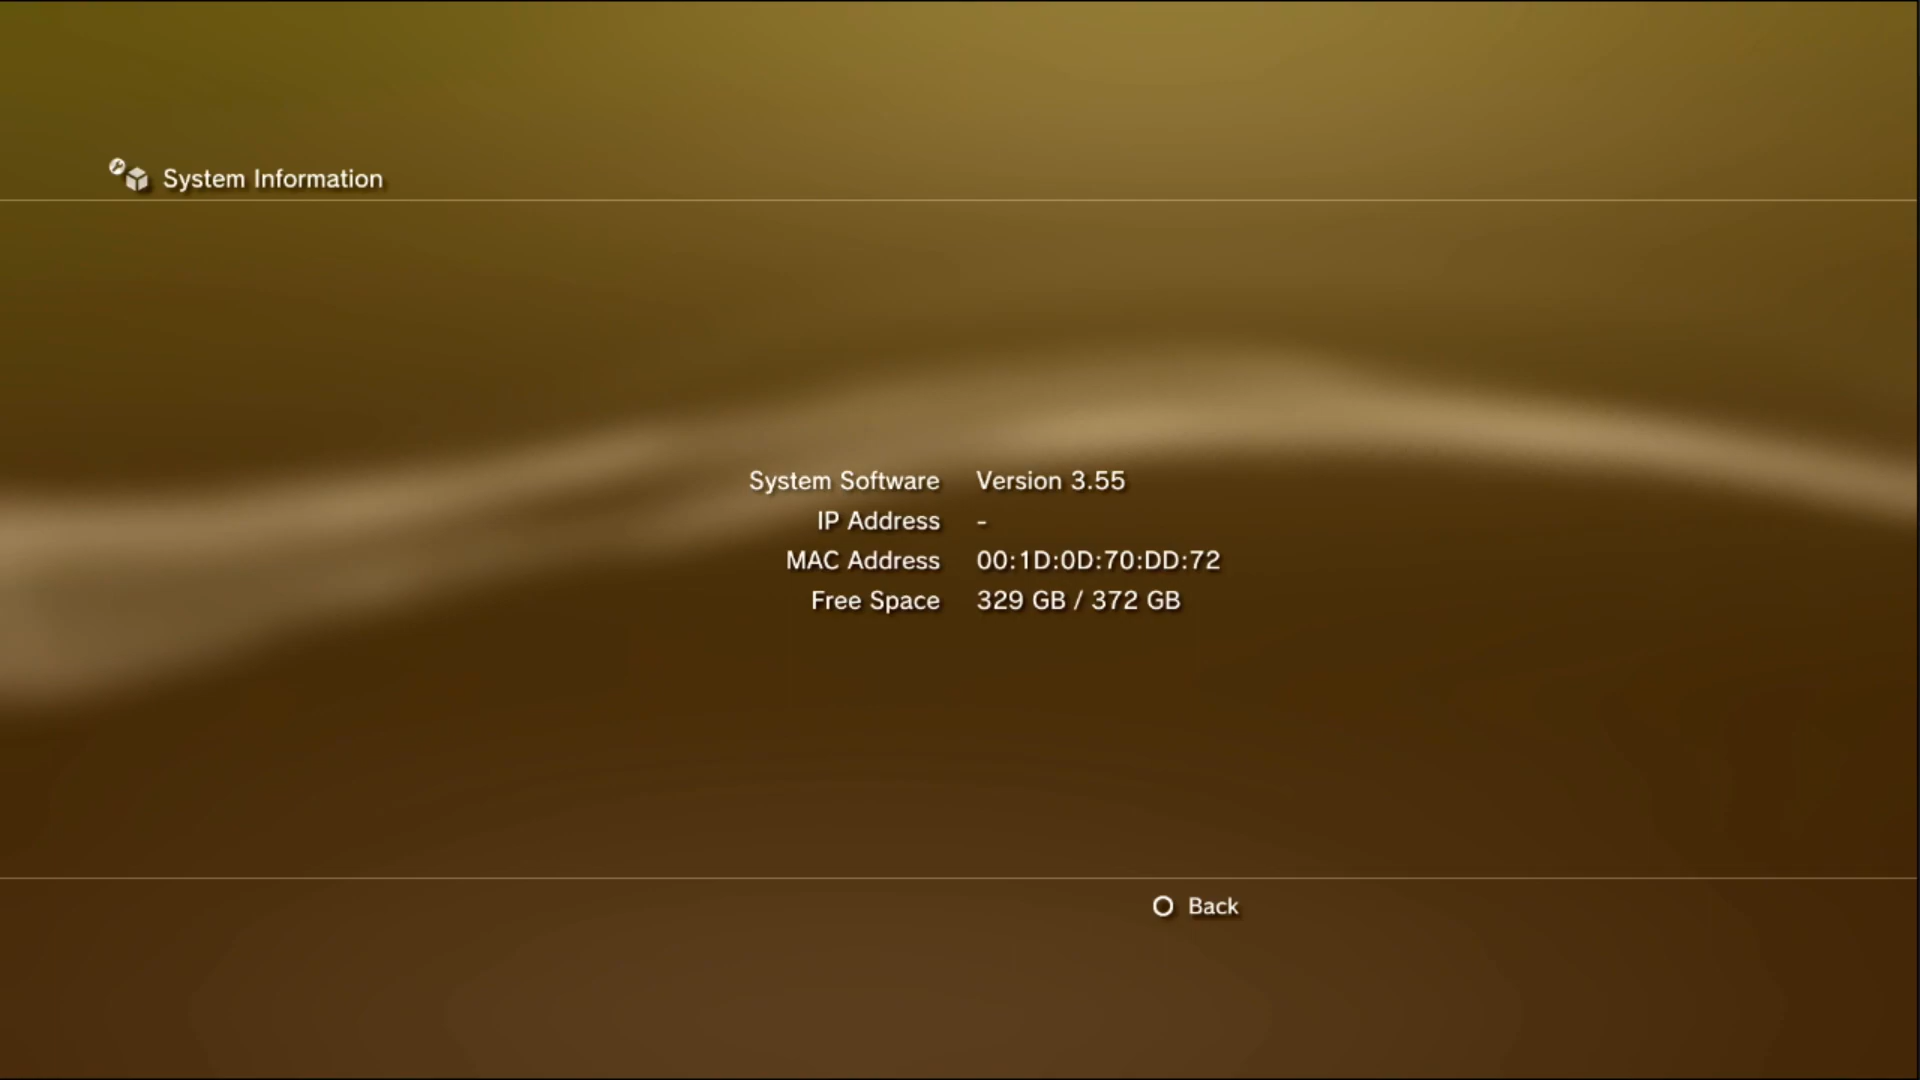 System Information
System Software Version 3.55
IP Address -
MAC Address 00:1D:0D:70:DD:72
Free Space 329 GB / 372 GB
Back